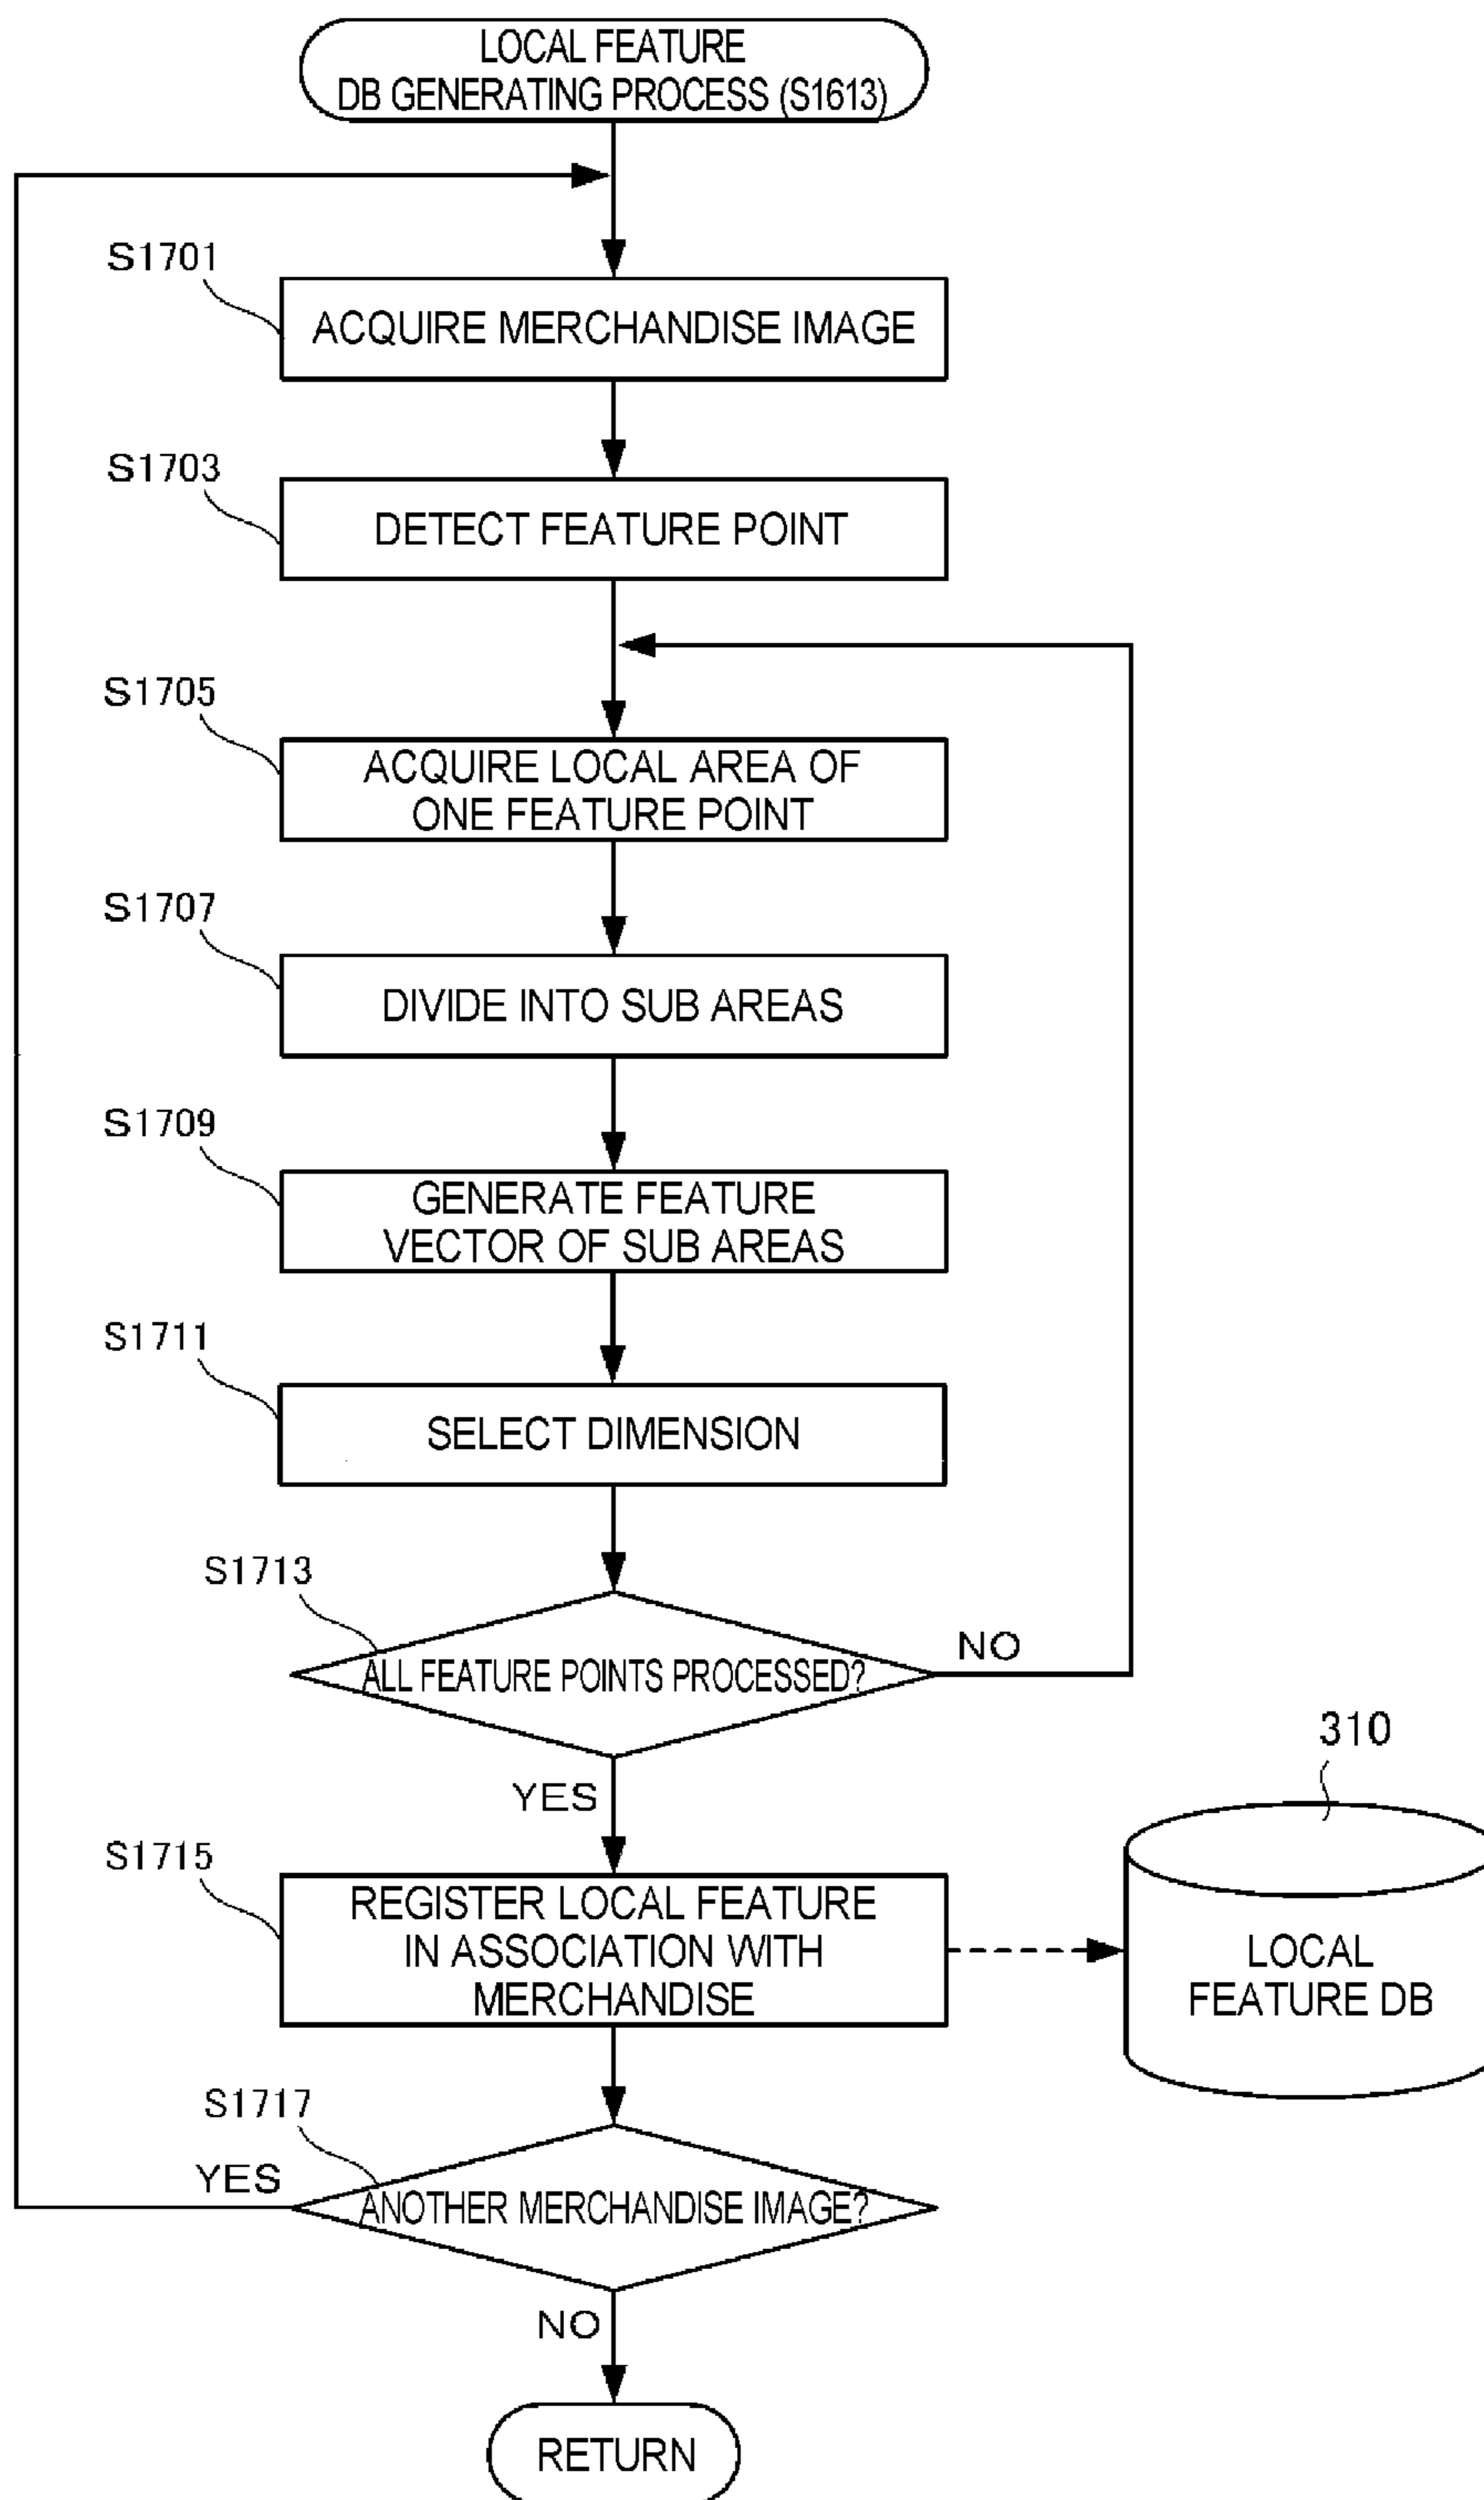 LOCAL FEATURE
DB GENERATING PROCESS (S1613)
S1701
ACQUIRE MERCHANDISE IMAGE
S1703
DETECT FEATURE POINT
S1705
ACQUIRE LOCAL AREA OF
ONE FEATURE POINT
S1707
DIVIDE INTO SUB AREAS
S1709
GENERATE FEATURE
VECTOR OF SUB AREAS
S1711
SELECT DIMENSION
S1713
ALL FEATURE POINTS PROCESSED?
NO
YES
310
S1715
REGISTER LOCAL FEATURE
IN ASSOCIATION WITH
MERCHANDISE
LOCAL
FEATURE DB
S1717
YES
ANOTHER MERCHANDISE IMAGE?
NO
RETURN